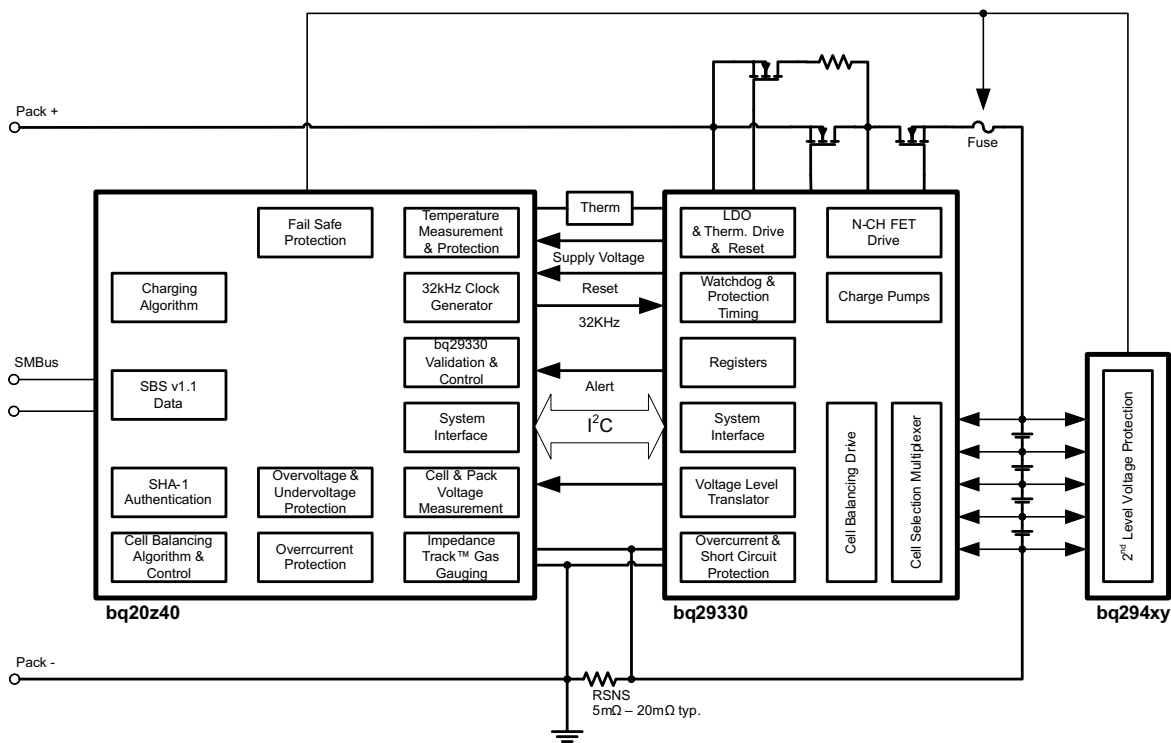 Pack +
Fuse
Fail Safe
Protection
Temperature
Measurement
& Protection
Therm
LDO
& Therm. Drive
& Reset
N-CH FET
Drive
Supply Voltage
Charging
Algorithm
32kHz Clock
Generator
Reset
32KHz
Watchdog &
Protection
Timing
Charge Pumps
SMBus
SBS v1.1
Data
bq29330
Validation &
Control
Alert
Registers
System
Interface
I²C
System
Interface
SHA-1
Authentication
Overvoltage &
Undervoltage
Protection
Cell & Pack
Voltage
Measurement
Voltage Level
Translator
Cell Balancing
Algorithm &
Control
Overrcurrent
Protection
Impedance
Track™ Gas
Gauging
Overcurrent &
Short Circuit
Protection
Cell Balancing Drive
Cell Selection Multiplexer
2nd Level Voltage Protection
bq20z40
bq29330
bq294xy
Pack -
RSNS
5mΩ – 20mΩ typ.